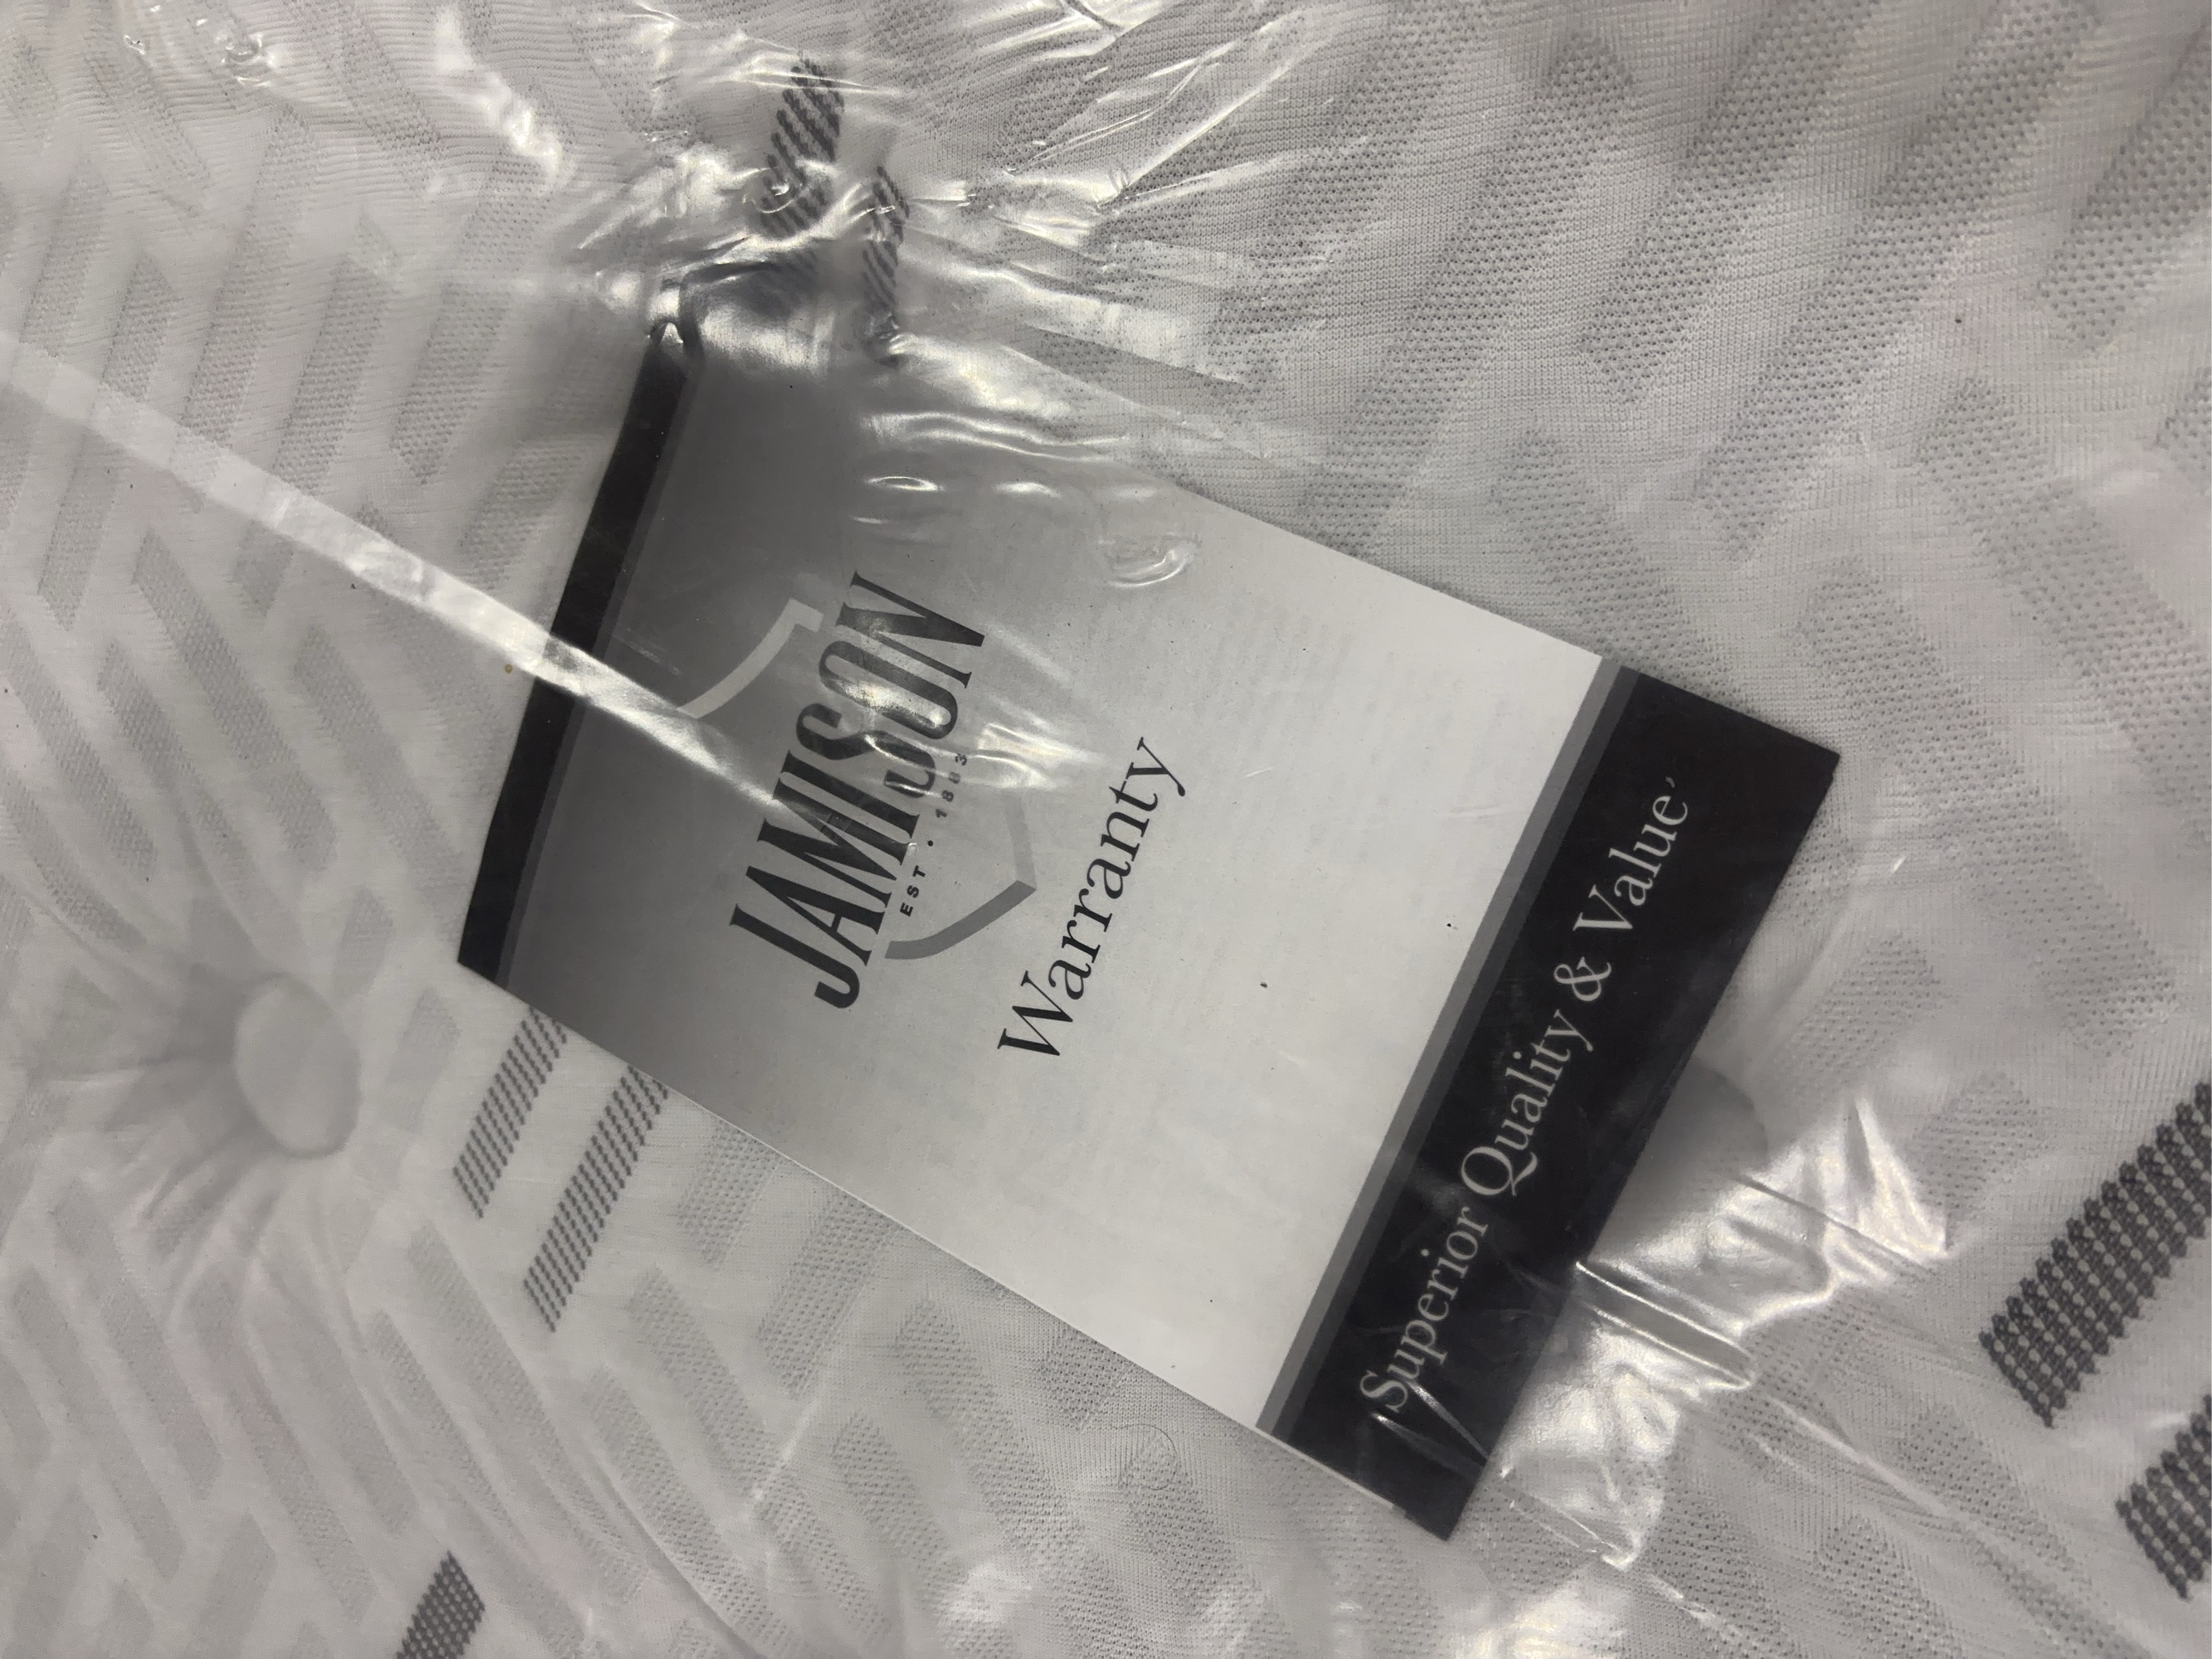 JAMISON
EST • 1883
Warranty
'Superior Quality & Value'